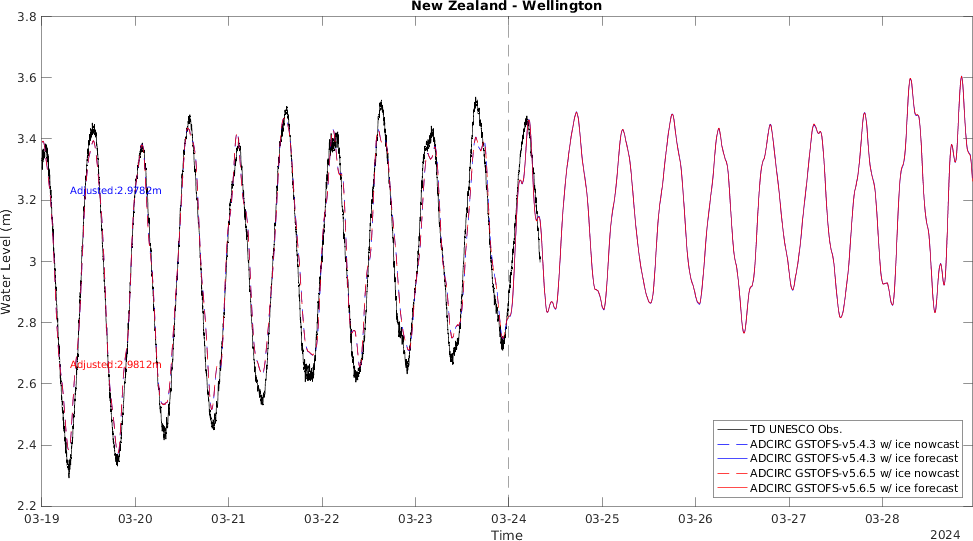 New Zealand - Wellington
3.8
3.6
3.4
3.2
3
2.8
2.6
2.4
2.2
Water Level (m)
Adjusted:2.9782m
Adjusted:2.9812m
TD UNESCO Obs.
ADCIRC GSTOFS-v5.4.3 w/ ice nowcast
ADCIRC GSTOFS-v5.4.3 w/ ice forecast
ADCIRC GSTOFS-v5.6.5 w/ ice nowcast
ADCIRC GSTOFS-v5.6.5 w/ ice forecast
03-19 03-20 03-21 03-22 03-23 03-24 03-25 03-26 03-27 03-28
Time
2024